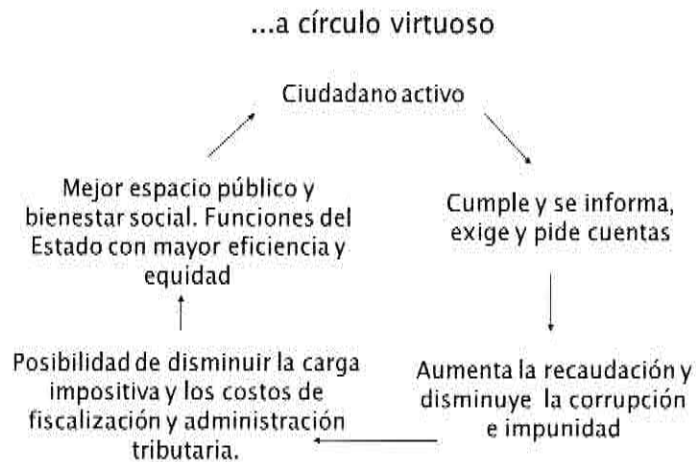 ...a círculo virtuoso
Ciudadano activo
Cumple y se informa,
exige y pide cuentas
Aumenta la recaudación y
disminuye la corrupción
e impunidad
Posibilidad de disminuir la carga
impositiva y los costos de
fiscalización y administración
tributaria.
Mejor espacio público y
bienestar social. Funciones del
Estado con mayor eficiencia y
equidad